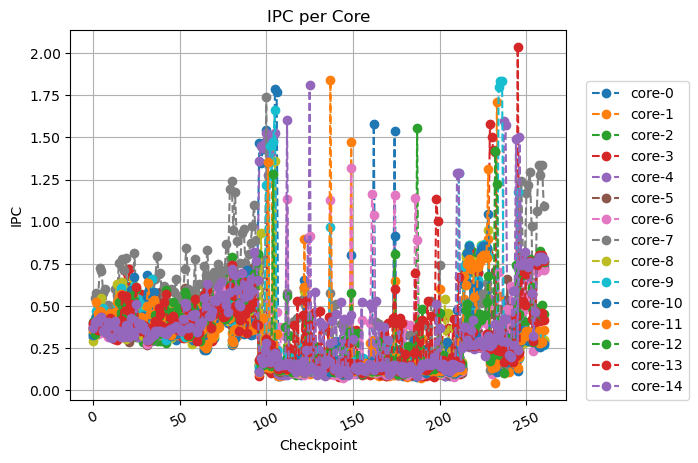 IPC per Core
2.00
1.75
1.50
1.25
1.00
0.75
0.50
0.25
0.00
IPC
0
50
100
150
200
250
Checkpoint
core-0
core-1
core-2
core-3
core-4
core-5
core-6
core-7
core-8
core-9
core-10
core-11
core-12
core-13
core-14